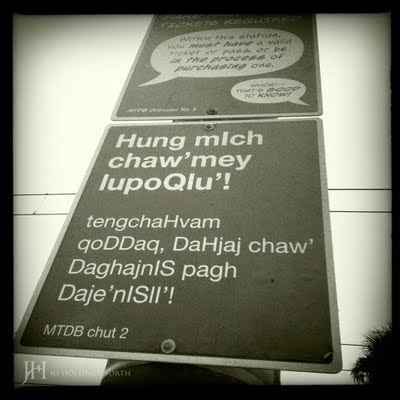 TICKETS REQUIRED
Within this station,
you must have a valid
ticket or pass, or be
in the process of
purchasing one.
WHOA!—
THAT'S GOOD
TO KNOW!
MTDB Ordinance No. 2
Hung mIch
chaw'mey
lupoQlu'!
tengchaHvam
qoDDaq, DaHjaj chaw'
DaghajnIS pagh
Daje'nISlI'!
MTDB chut 2
JH JO HOLLINGSWORTH